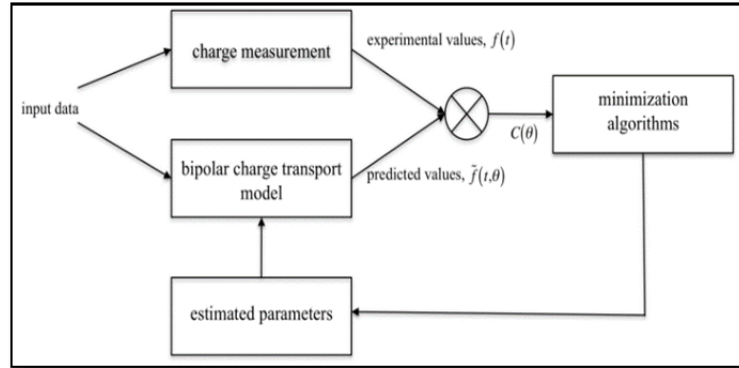 charge measurement
experimental values, f(t)
input data
minimization
algorithms
C(θ)
bipolar charge transport
model
predicted values, f̃(t,θ)
estimated parameters